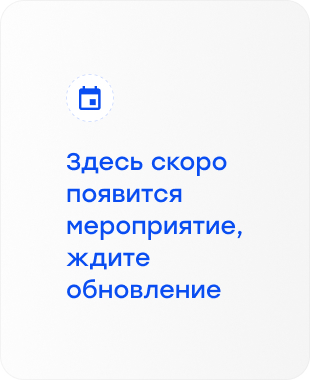 Здесь скоро
появится
мероприятие,
ждите
обновление